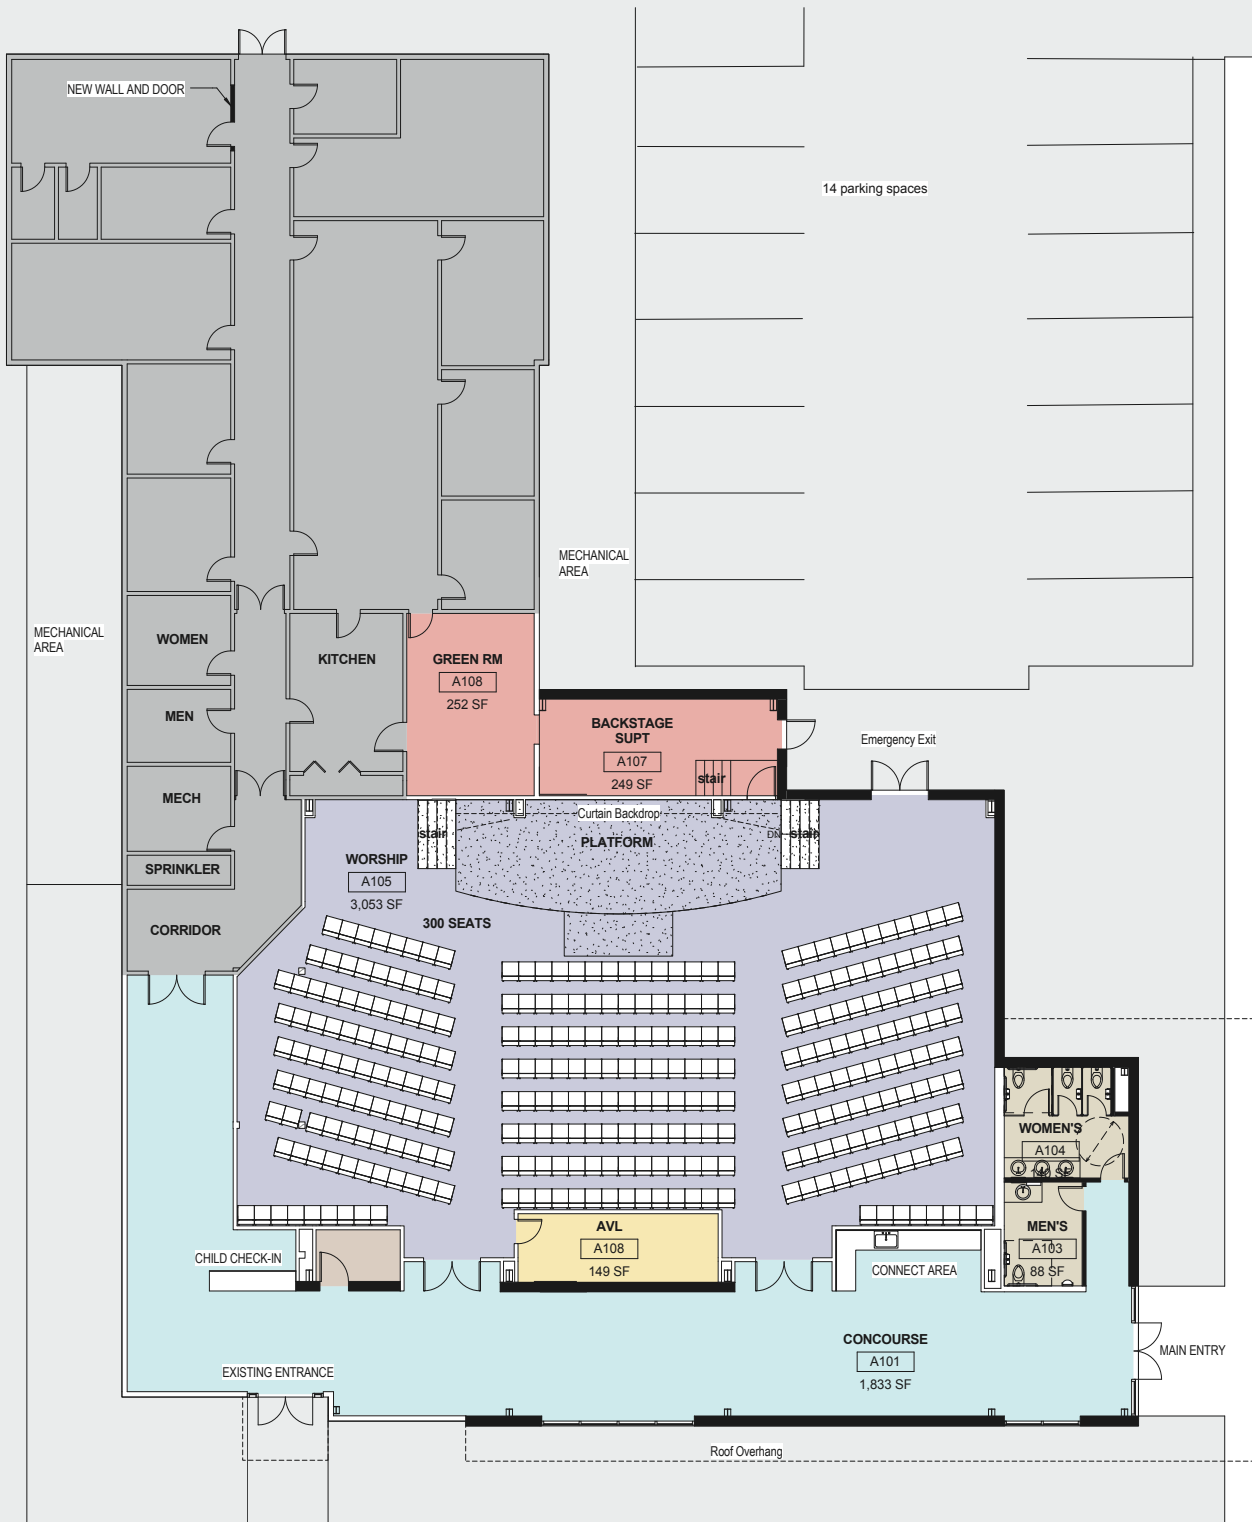 NEW WALL AND DOOR
14 parking spaces
MECHANICAL
AREA
MECHANICAL
AREA
WOMEN
KITCHEN
GREEN RM
A108
252 SF
MEN
BACKSTAGE
SUPT
A107
249 SF
stair
Emergency Exit
MECH
Curtain Backdrop
stair
PLATFORM
DN
stair
SPRINKLER
WORSHIP
A105
3,053 SF
300 SEATS
CORRIDOR
WOMEN'S
A104
SF
MEN'S
A103
88 SF
AVL
A108
149 SF
CHILD CHECK-IN
CONNECT AREA
CONCOURSE
A101
1,833 SF
MAIN ENTRY
EXISTING ENTRANCE
Roof Overhang